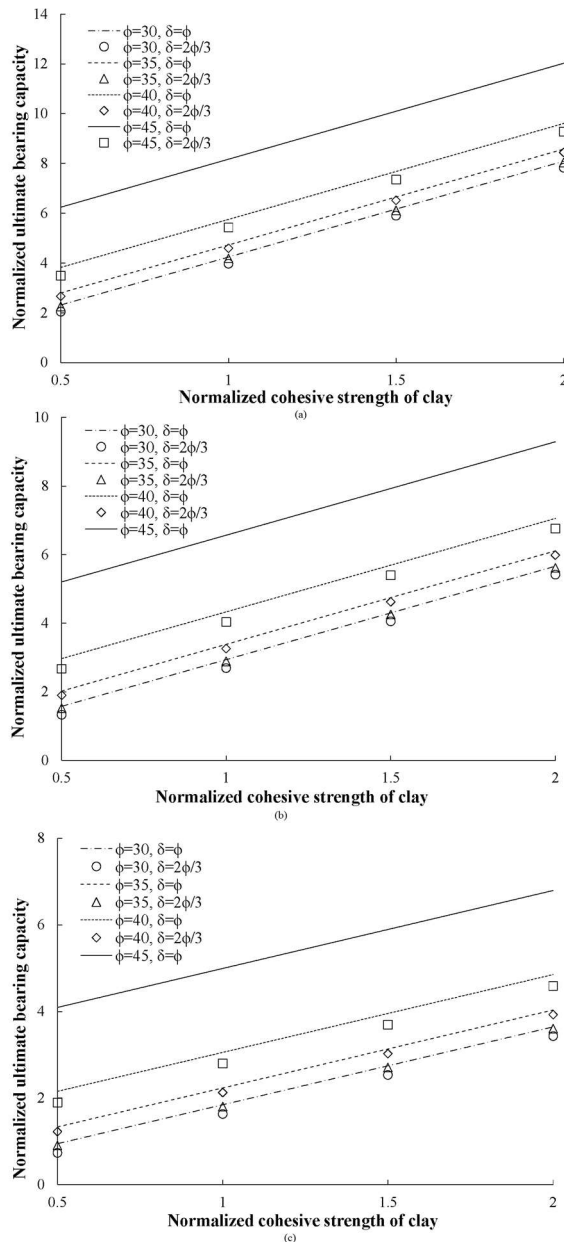 14
12
10
8
6
4
2
0
ϕ=30, δ=ϕ
ϕ=30, δ=2ϕ/3
ϕ=35, δ=ϕ
ϕ=35, δ=2ϕ/3
ϕ=40, δ=ϕ
ϕ=40, δ=2ϕ/3
ϕ=45, δ=ϕ
ϕ=45, δ=2ϕ/3
Normalized ultimate bearing capacity
0.5 1 1.5 2
Normalized cohesive strength of clay
(a)
10
8
6
4
2
0
ϕ=30, δ=ϕ
ϕ=30, δ=2ϕ/3
ϕ=35, δ=ϕ
ϕ=35, δ=2ϕ/3
ϕ=40, δ=ϕ
ϕ=40, δ=2ϕ/3
ϕ=45, δ=ϕ
Normalized ultimate bearing capacity
0.5 1 1.5 2
Normalized cohesive strength of clay
(b)
8
6
4
2
0
ϕ=30, δ=ϕ
ϕ=30, δ=2ϕ/3
ϕ=35, δ=ϕ
ϕ=35, δ=2ϕ/3
ϕ=40, δ=ϕ
ϕ=40, δ=2ϕ/3
ϕ=45, δ=ϕ
Normalized ultimate bearing capacity
0.5 1 1.5 2
Normalized cohesive strength of clay
(c)